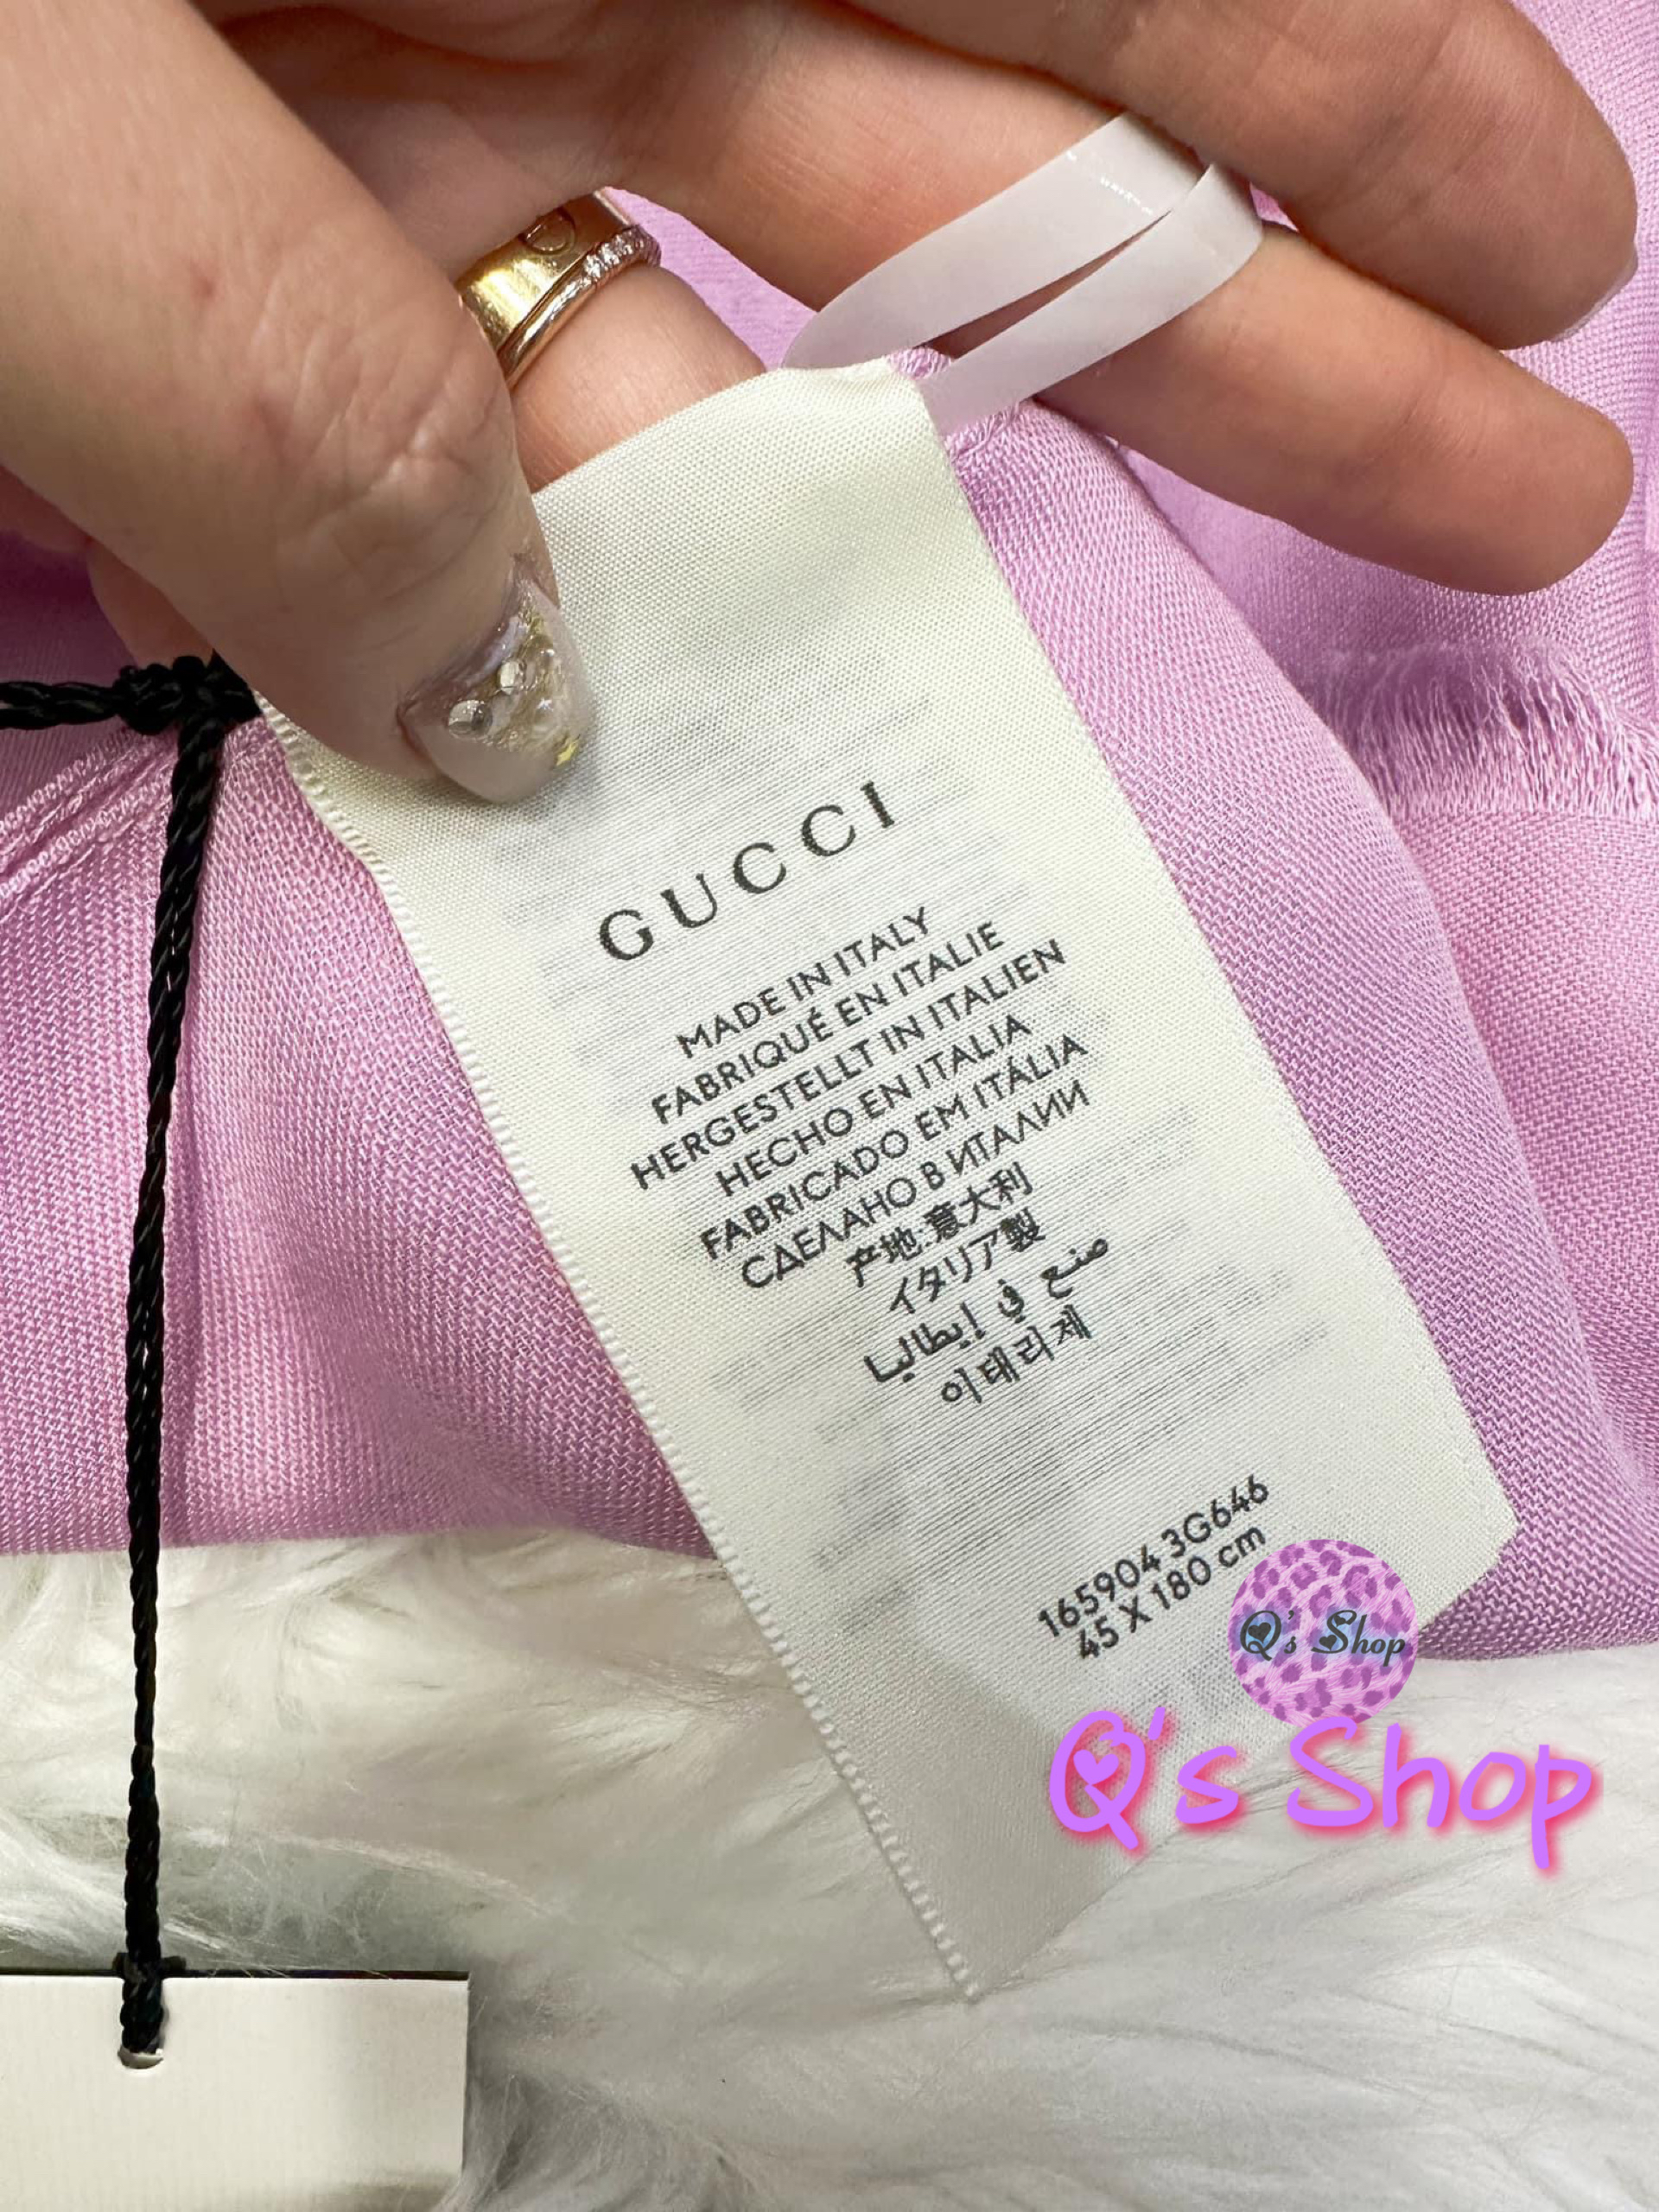 GUCCI
MADE IN ITALY
FABRIQUÉ EN ITALIE
HERGESTELLT IN ITALIEN
HECHO EN ITALIA
FABRICADO EM ITÁLIA
СДЕЛАНО В ИТАЛИИ
产地:意大利
イタリア製
صنع في إيطاليا
이태리제
165904 3G646
45 X 180 cm
Q's Shop
Q's Shop